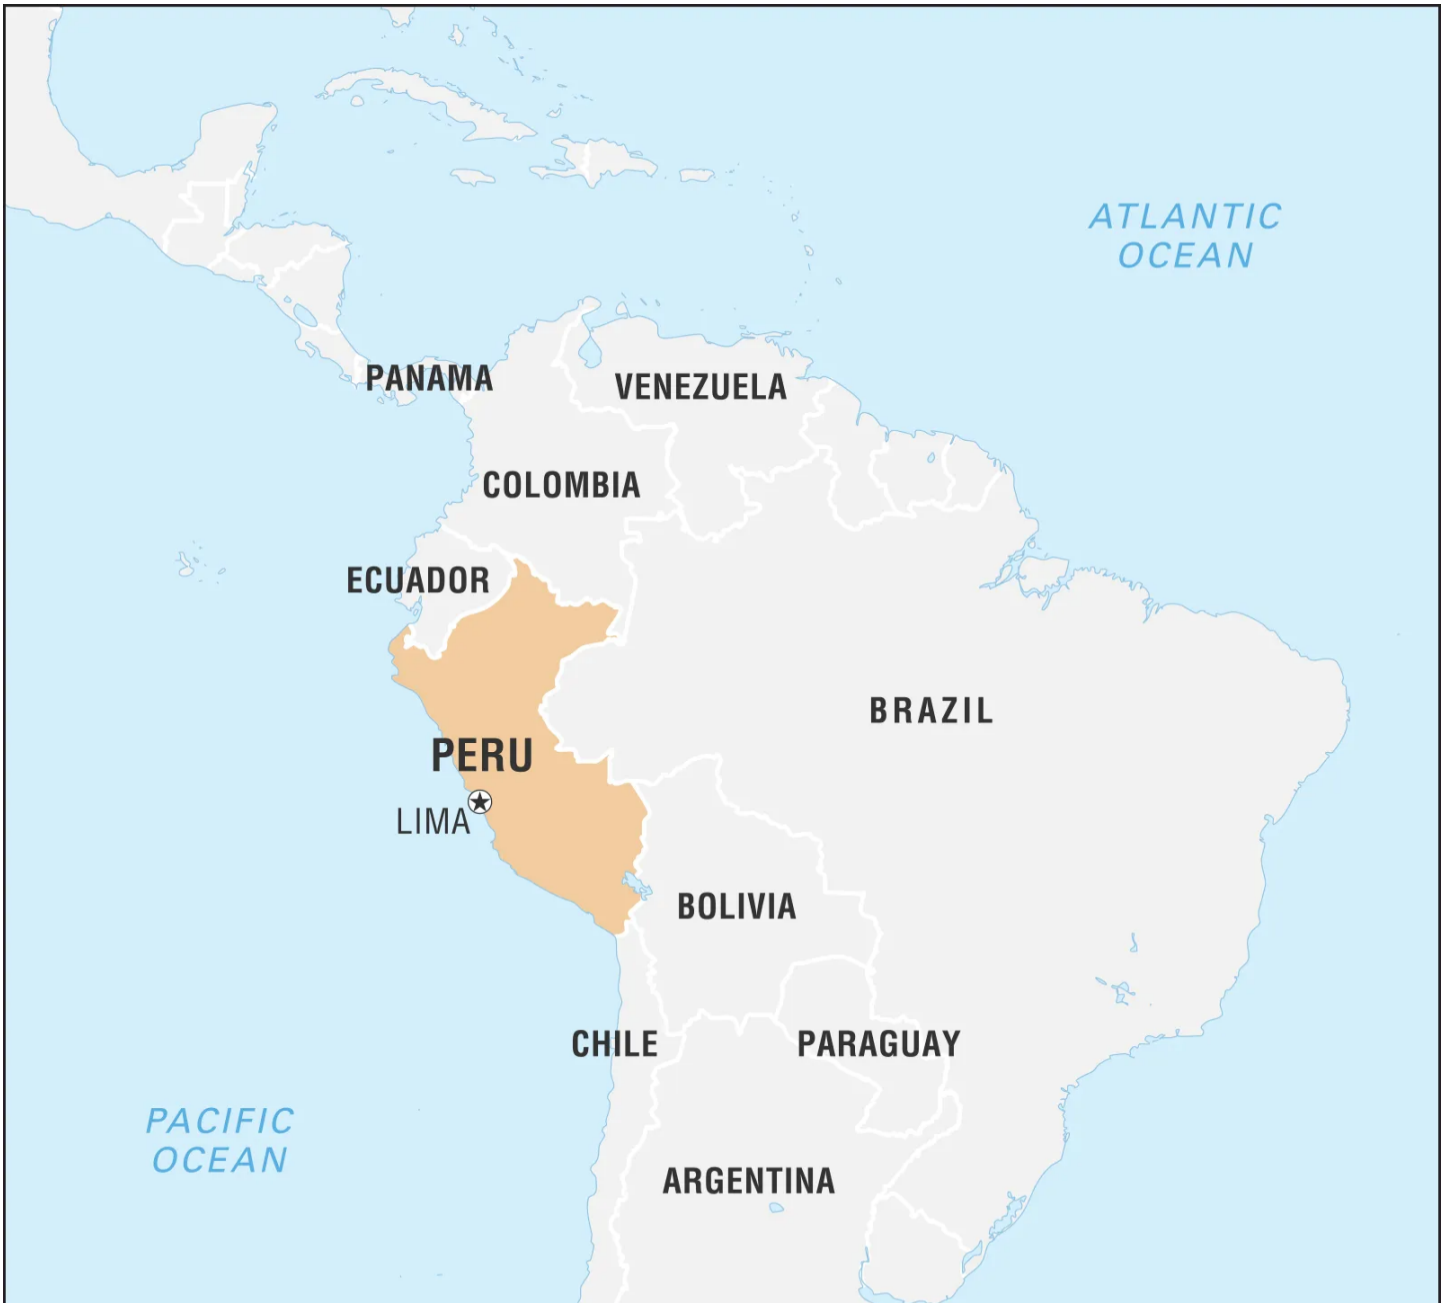 ATLANTIC
OCEAN
PANAMA
VENEZUELA
COLOMBIA
ECUADOR
BRAZIL
PERU
LIMA
BOLIVIA
CHILE
PARAGUAY
PACIFIC
OCEAN
ARGENTINA